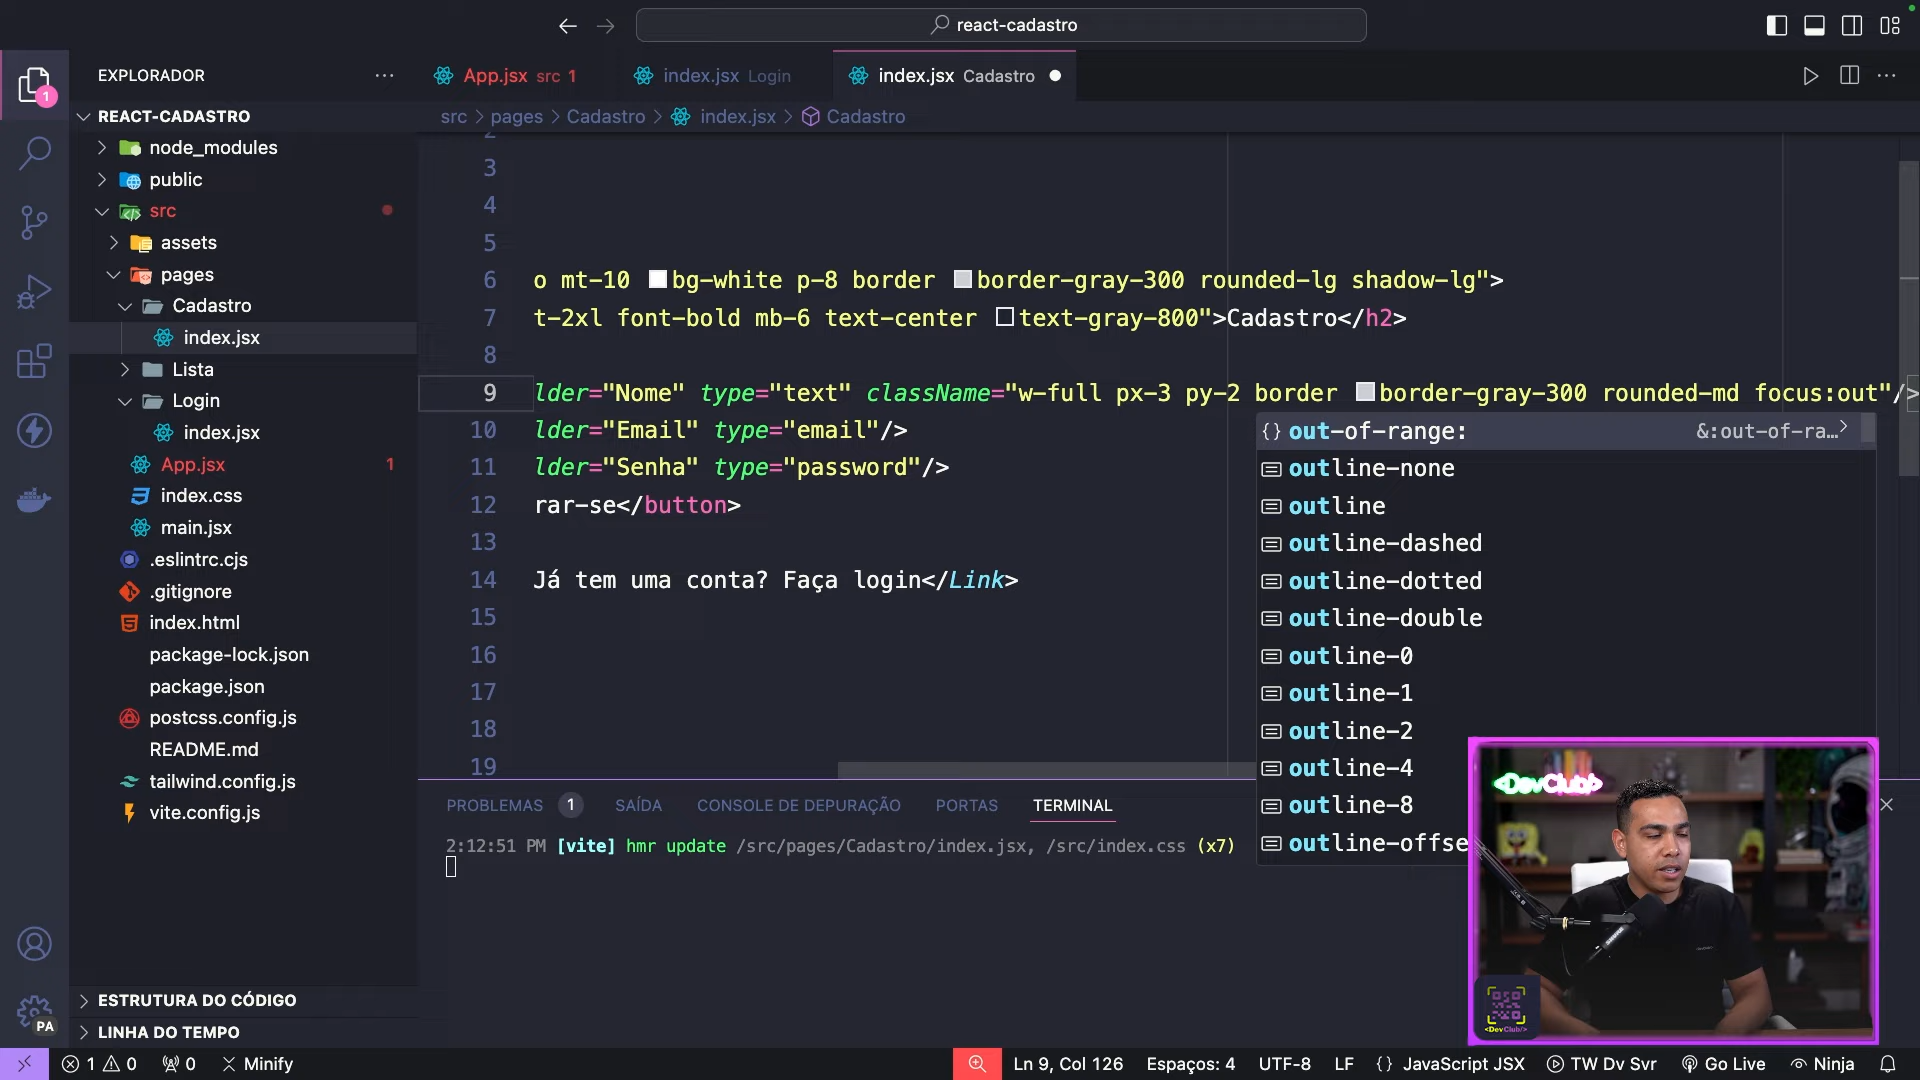 react-cadastro
EXPLORADOR
App.jsx src 1
index.jsx Login
index.jsx Cadastro
1
REACT-CADASTRO
src > pages > Cadastro > index.jsx > Cadastro
node_modules
public
src
assets
pages
Cadastro
index.jsx
Lista
Login
index.jsx
App.jsx 1
index.css
main.jsx
.eslintrc.cjs
.gitignore
index.html
package-lock.json
package.json
postcss.config.js
README.md
tailwind.config.js
vite.config.js
ESTRUTURA DO CÓDIGO
LINHA DO TEMPO
PA
2
3
4
5
6 o mt-10 bg-white p-8 border border-gray-300 rounded-lg shadow-lg">
7 t-2xl font-bold mb-6 text-center text-gray-800">Cadastro</h2>
8
9 lder="Nome" type="text" className="w-full px-3 py-2 border border-gray-300 rounded-md focus:out"/>
10 lder="Email" type="email"/>
11 lder="Senha" type="password"/>
12 rar-se</button>
13
14 Já tem uma conta? Faça login</Link>
15
16
17
18
19
{} out-of-range: &:out-of-ra…
outline-none
outline
outline-dashed
outline-dotted
outline-double
outline-0
outline-1
outline-2
outline-4
outline-8
outline-offse
PROBLEMAS 1 SAÍDA CONSOLE DE DEPURAÇÃO PORTAS TERMINAL
2:12:51 PM [vite] hmr update /src/pages/Cadastro/index.jsx, /src/index.css (x7)
<DevClub/>
<DevClub/>
1 0 0 Minify
Ln 9, Col 126 Espaços: 4 UTF-8 LF {} JavaScript JSX TW Dv Svr Go Live Ninja